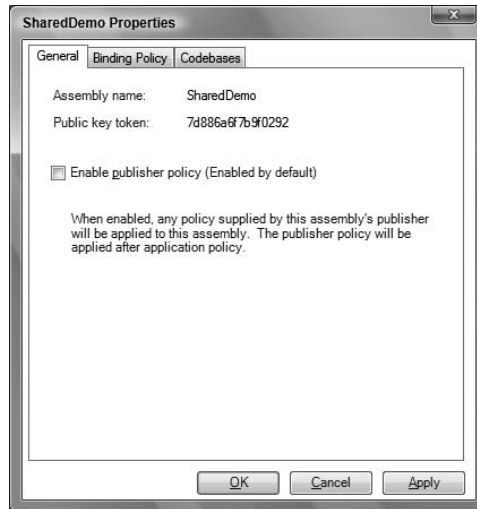 SharedDemo Properties
General Binding Policy Codebases
Assembly name: SharedDemo
Public key token: 7d886a6f7b9f0292
Enable publisher policy (Enabled by default)
When enabled, any policy supplied by this assembly's publisher
will be applied to this assembly. The publisher policy will be
applied after application policy.
OK Cancel Apply